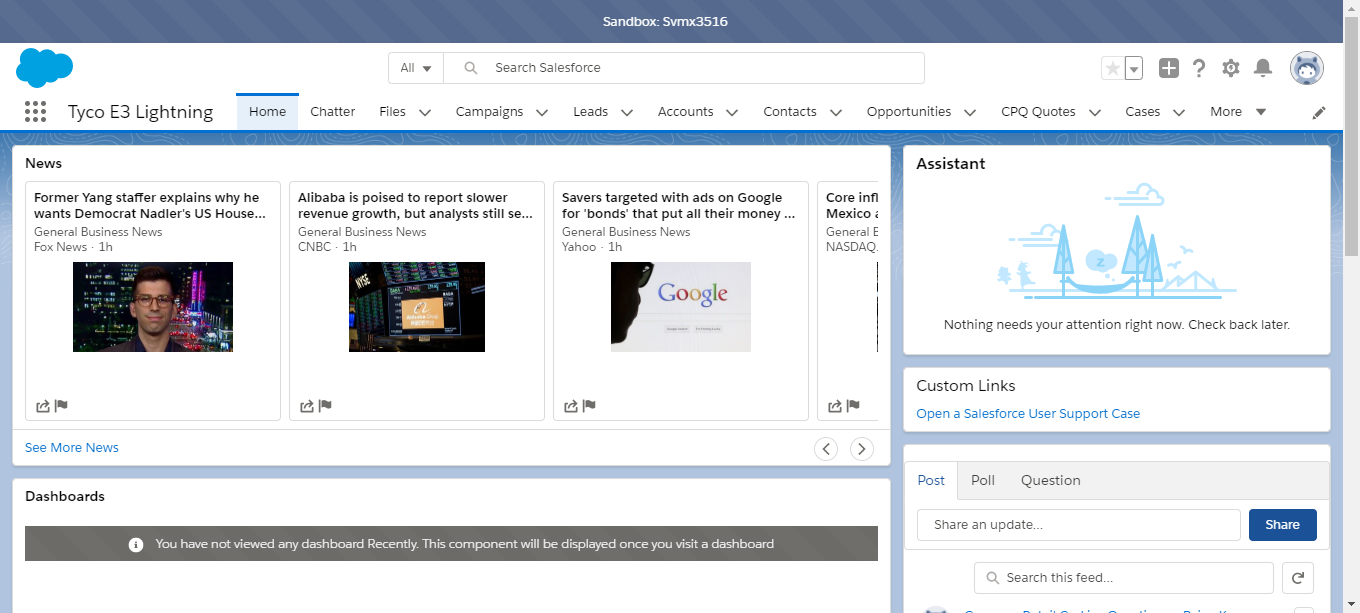 Sandbox: Svmx3516
All
Search Salesforce
Tyco E3 Lightning
Home
Chatter
Files
Campaigns
Leads
Accounts
Contacts
Opportunities
CPQ Quotes
Cases
More
News
Former Yang staffer explains why he
wants Democrat Nadler's US House...
General Business News
Fox News · 1h
Alibaba is poised to report slower
revenue growth, but analysts still se...
General Business News
CNBC · 1h
Savers targeted with ads on Google
for 'bonds' that put all their money ...
General Business News
Yahoo · 1h
Google
Core infl
Mexico a
General B
NASDAQ.
See More News
Dashboards
You have not viewed any dashboard Recently. This component will be displayed once you visit a dashboard
Assistant
z
Nothing needs your attention right now. Check back later.
Custom Links
Open a Salesforce User Support Case
Post
Poll
Question
Share an update...
Share
Search this feed...